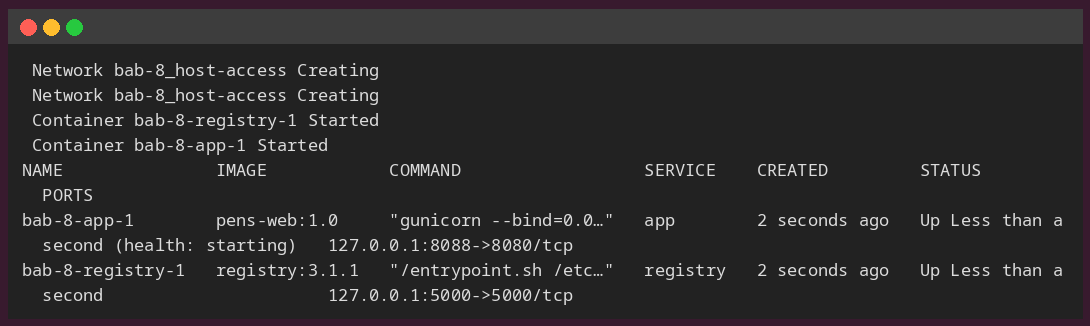 Network bab-8_host-access Creating
Network bab-8_host-access Creating
Container bab-8-registry-1 Started
Container bab-8-app-1 Started
NAME IMAGE COMMAND SERVICE CREATED STATUS
PORTS
bab-8-app-1 pens-web:1.0 "gunicorn --bind=0.0…" app 2 seconds ago Up Less than a
second (health: starting) 127.0.0.1:8088->8080/tcp
bab-8-registry-1 registry:3.1.1 "/entrypoint.sh /etc…" registry 2 seconds ago Up Less than a
second 127.0.0.1:5000->5000/tcp